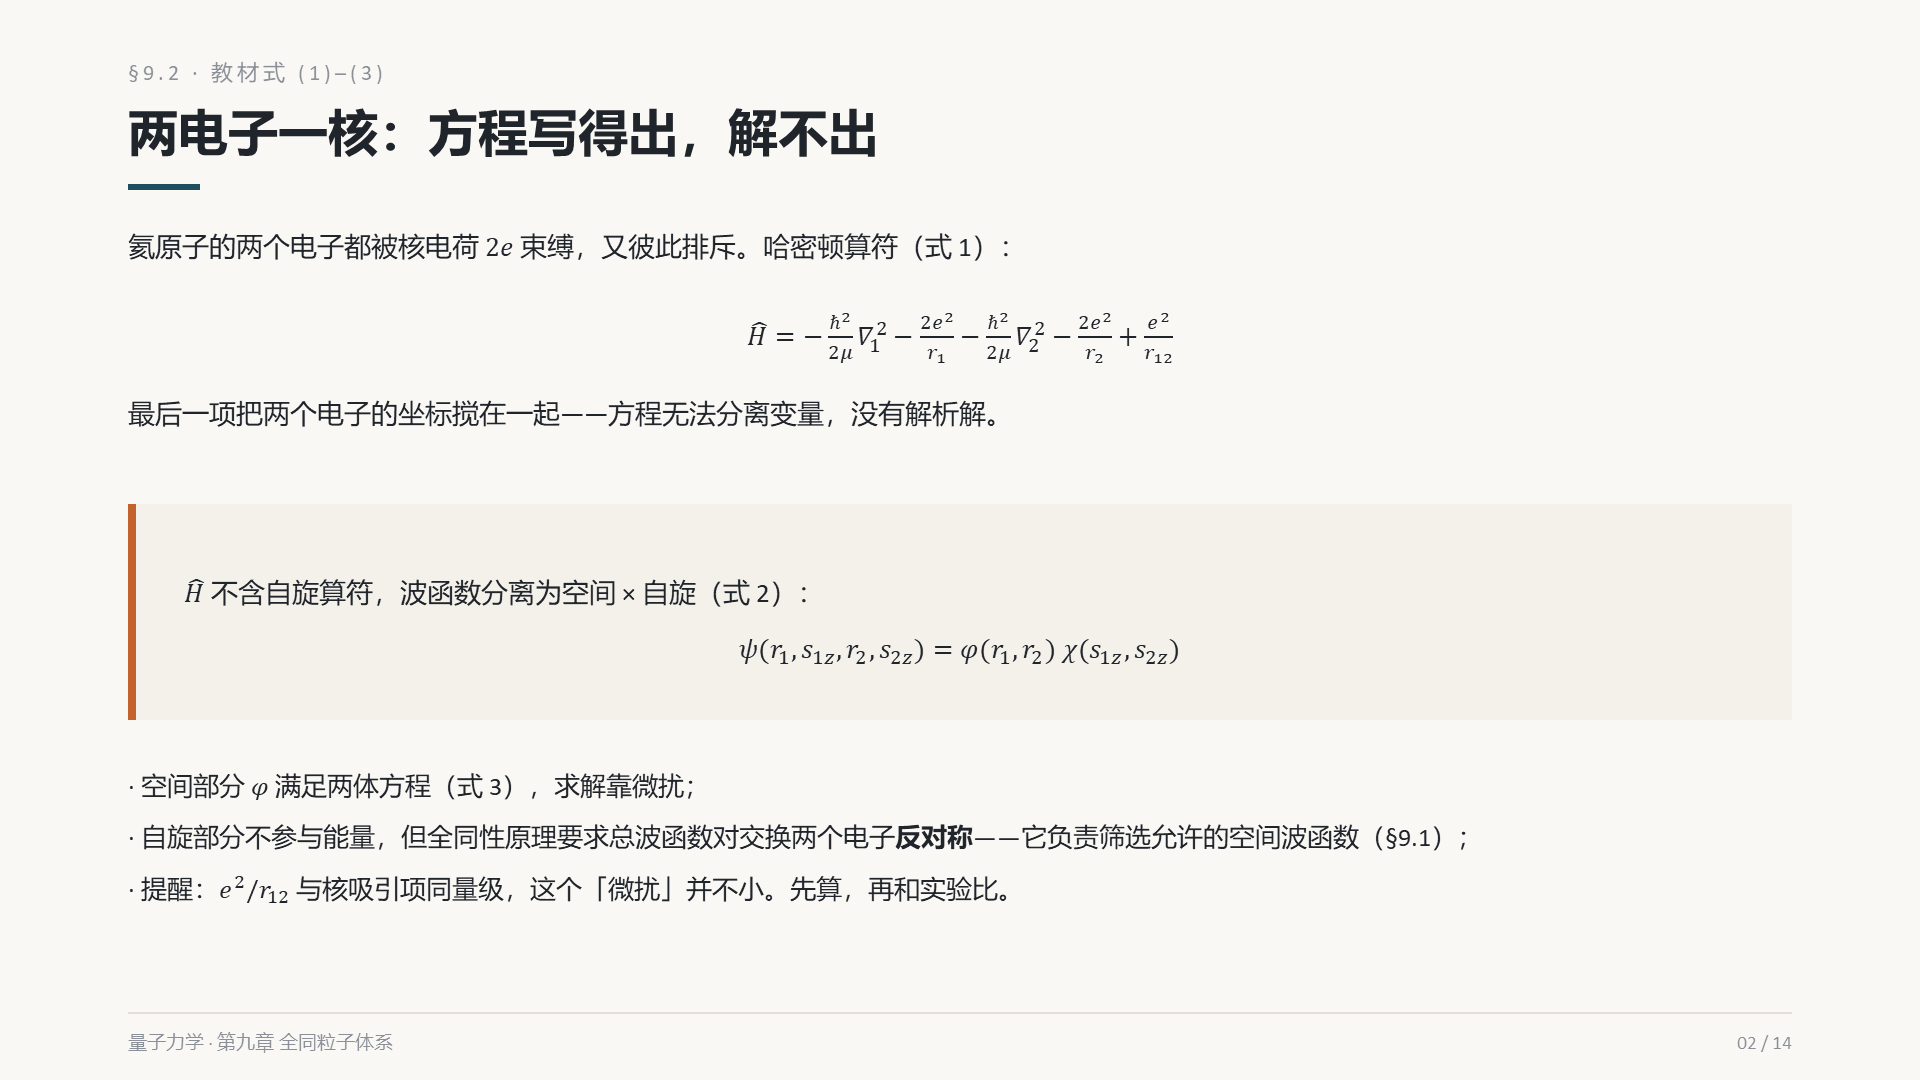 §9.2 · 教材式 (1)–(3)
两电子一核：方程写得出，解不出
氦原子的两个电子都被核电荷 2e 束缚，又彼此排斥。哈密顿算符（式 1）：
Ĥ = −ħ²/2μ ∇₁² − 2e²/r₁ − ħ²/2μ ∇₂² − 2e²/r₂ + e²/r₁₂
最后一项把两个电子的坐标搅在一起——方程无法分离变量，没有解析解。
Ĥ 不含自旋算符，波函数分离为空间 × 自旋（式 2）：
ψ(r₁, s₁z, r₂, s₂z) = φ(r₁, r₂) χ(s₁z, s₂z)
· 空间部分 φ 满足两体方程（式 3），求解靠微扰；
· 自旋部分不参与能量，但全同性原理要求总波函数对交换两个电子反对称——它负责筛选允许的空间波函数（§9.1）；
· 提醒：e²/r₁₂ 与核吸引项同量级，这个「微扰」并不小。先算，再和实验比。
量子力学 · 第九章 全同粒子体系
02 / 14